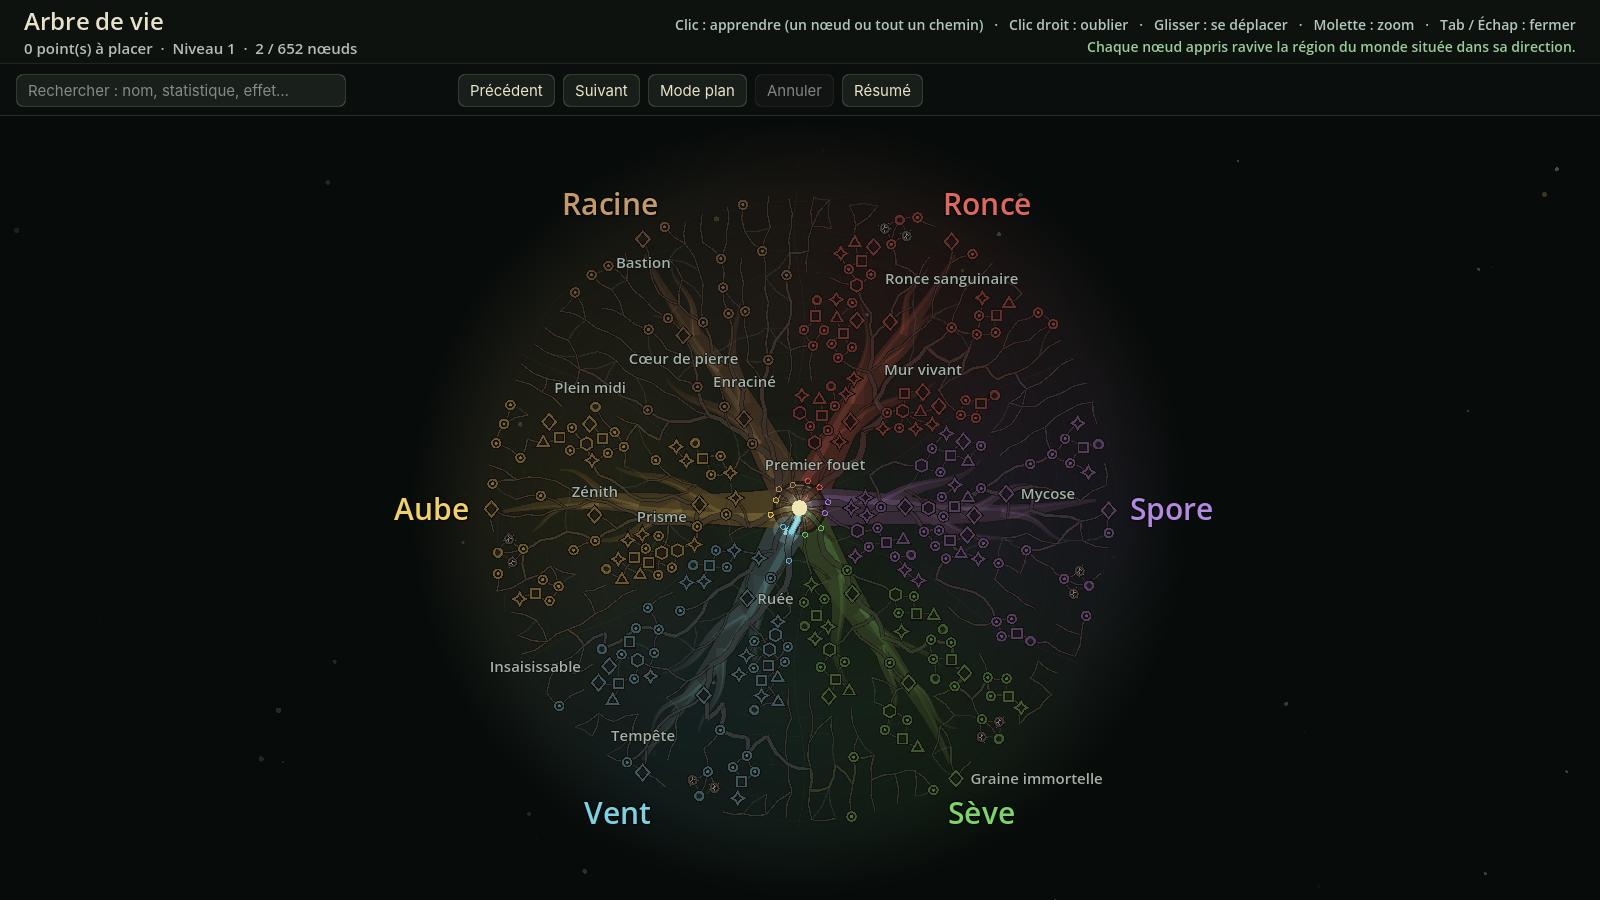 Arbre de vie
0 point(s) à placer · Niveau 1 · 2 / 652 nœuds
Clic : apprendre (un nœud ou tout un chemin) · Clic droit : oublier · Glisser : se déplacer · Molette : zoom · Tab / Échap : fermer
Chaque nœud appris ravive la région du monde située dans sa direction.
Rechercher : nom, statistique, effet...
Précédent
Suivant
Mode plan
Annuler
Résumé
Racine
Ronce
Bastion
Ronce sanguinaire
Cœur de pierre
Mur vivant
Enraciné
Plein midi
Premier fouet
Zénith
Mycose
Aube
Spore
Prisme
Ruée
Insaisissable
Tempête
Graine immortelle
Vent
Sève